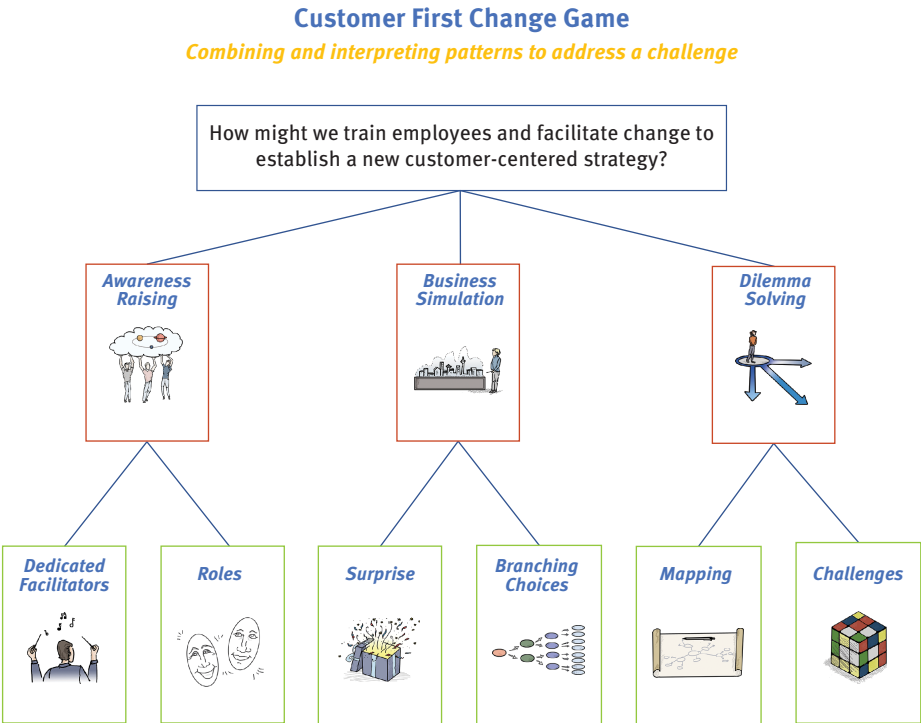 Customer First Change Game
Combining and interpreting patterns to address a challenge
How might we train employees and facilitate change to
establish a new customer-centered strategy?
Awareness
Raising
Business
Simulation
Dilemma
Solving
Dedicated
Facilitators
Roles
Surprise
Branching
Choices
Mapping
Challenges